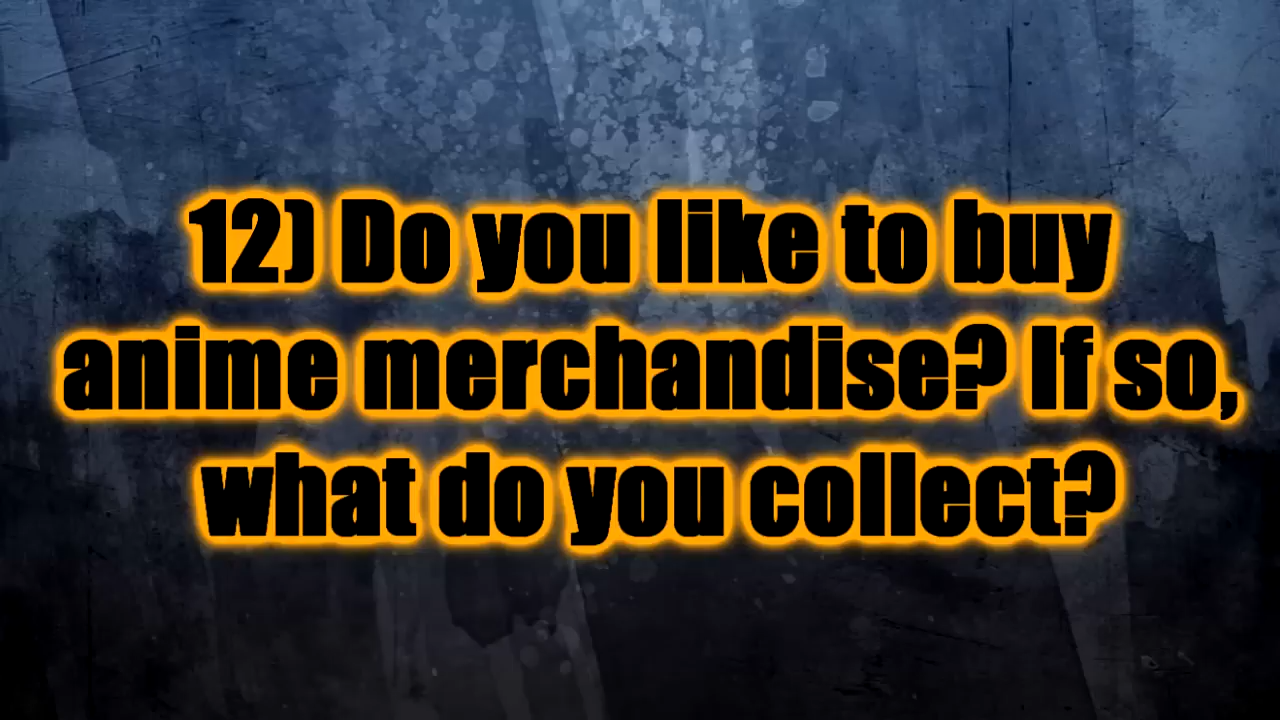 12) Do you like to buy
anime merchandise? If so,
what do you collect?